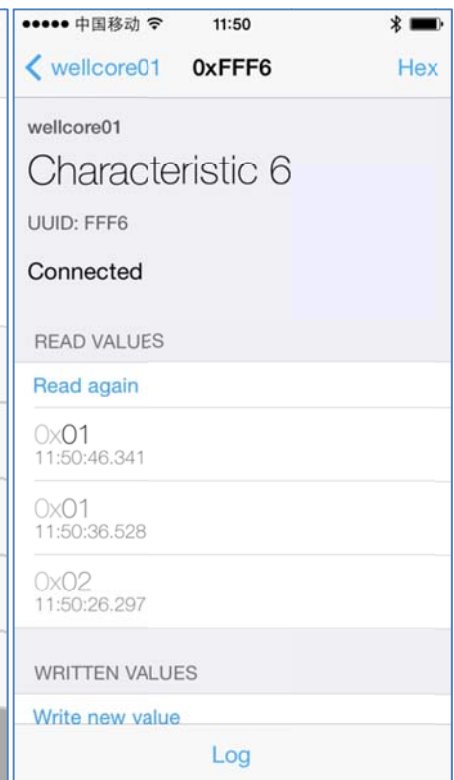 中国移动 11:50
wellcore01 0xFFF6 Hex
wellcore01
Characteristic 6
UUID: FFF6
Connected
READ VALUES
Read again
0x01
11:50:46.341
0x01
11:50:36.528
0x02
11:50:26.297
WRITTEN VALUES
Write new value
Log